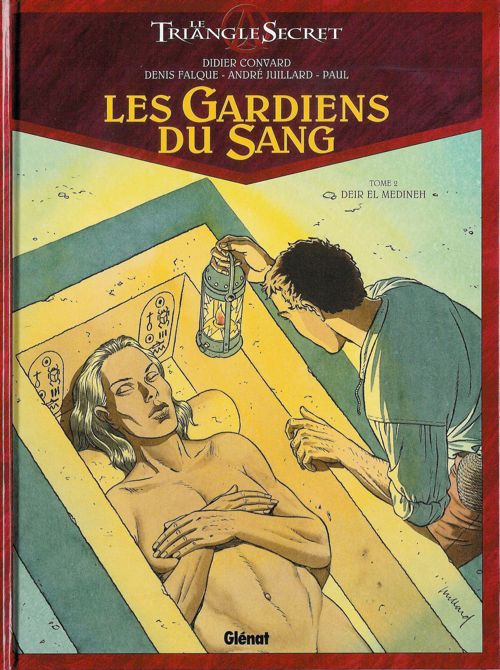 LE
TRIANGLE SECRET
DIDIER CONVARD
DENIS FALQUE - ANDRÉ JUILLARD - PAUL
LES GARDIENS
DU SANG
TOME 2
DEIR EL MEDINEH
Juillard
Glénat